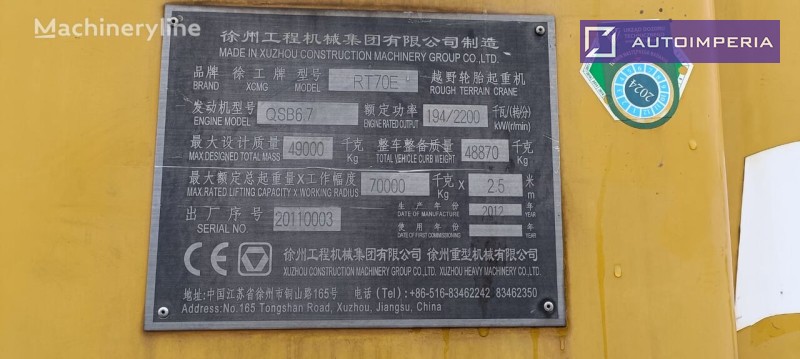 Machineryline
AUTOIMPERIA
2024
徐州工程机械集团有限公司制造
MADE IN XUZHOU CONSTRUCTION MACHINERY GROUP CO.,LTD.
品牌 徐工牌 型号 RT70E 越野轮胎起重机
BRAND XCMG MODEL ROUGH TERRAIN CRANE
发动机型号 QSB6.7 额定功率 194/2200 千瓦/(转/分)
ENGINE MODEL ENGINE RATED OUTPUT kW/(r/min)
最大设计质量 49000 千克 整车整备质量 48870 千克
MAX.DESIGNED TOTAL MASS Kg TOTAL VEHICLE CURB WEIGHT Kg
最大额定总起重量X工作幅度 70000 千克 X 2.5 米
MAX.RATED LIFTING CAPACITY X WORKING RADIUS Kg m
出厂序号 20110003 生产年份 2012 年
SERIAL NO. DATE OF MANUFACTURE YEAR
使用年份 年
DATE OF FIRST COMMISSIONING YEAR
CE 徐州工程机械集团有限公司 徐州重型机械有限公司
XUZHOU CONSTRUCTION MACHINERY GROUP CO.,LTD. XUZHOU HEAVY MACHINERY CO.,LTD.
地址:中国江苏省徐州市铜山路165号 电话 (Tel) : +86-516-83462242 83462350
Address:No.165 Tongshan Road, Xuzhou, Jiangsu, China